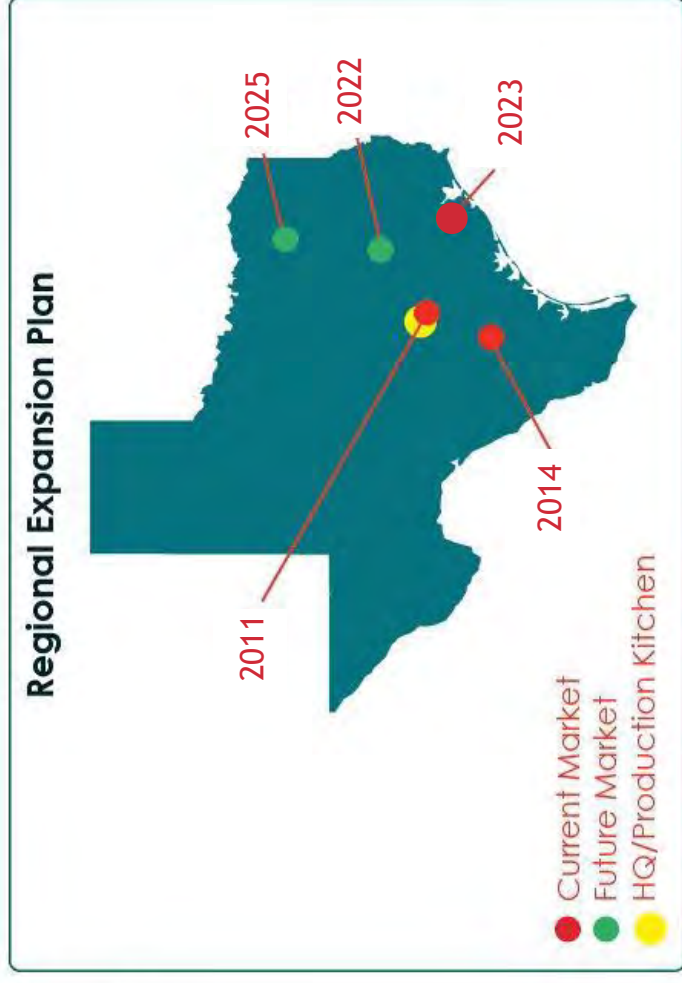 Regional Expansion Plan
2025
2022
2023
2011
2014
Current Market
Future Market
HQ/Production Kitchen